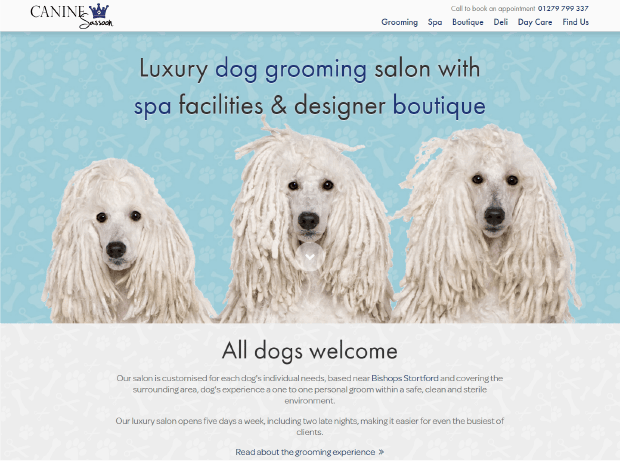 CANINE
Sassoon
Call to book an appointment 01279 799 337
Grooming Spa Boutique Deli Day Care Find Us
Luxury dog grooming salon with
spa facilities & designer boutique
All dogs welcome
Our salon is customised for each dog's individual needs, based near Bishops Stortford and covering the
surrounding area, dog's experience a one to one personal groom within a safe, clean and sterile
environment.
Our luxury salon opens five days a week, including two late nights, making it easier for even the busiest of
clients.
Read about the grooming experience »